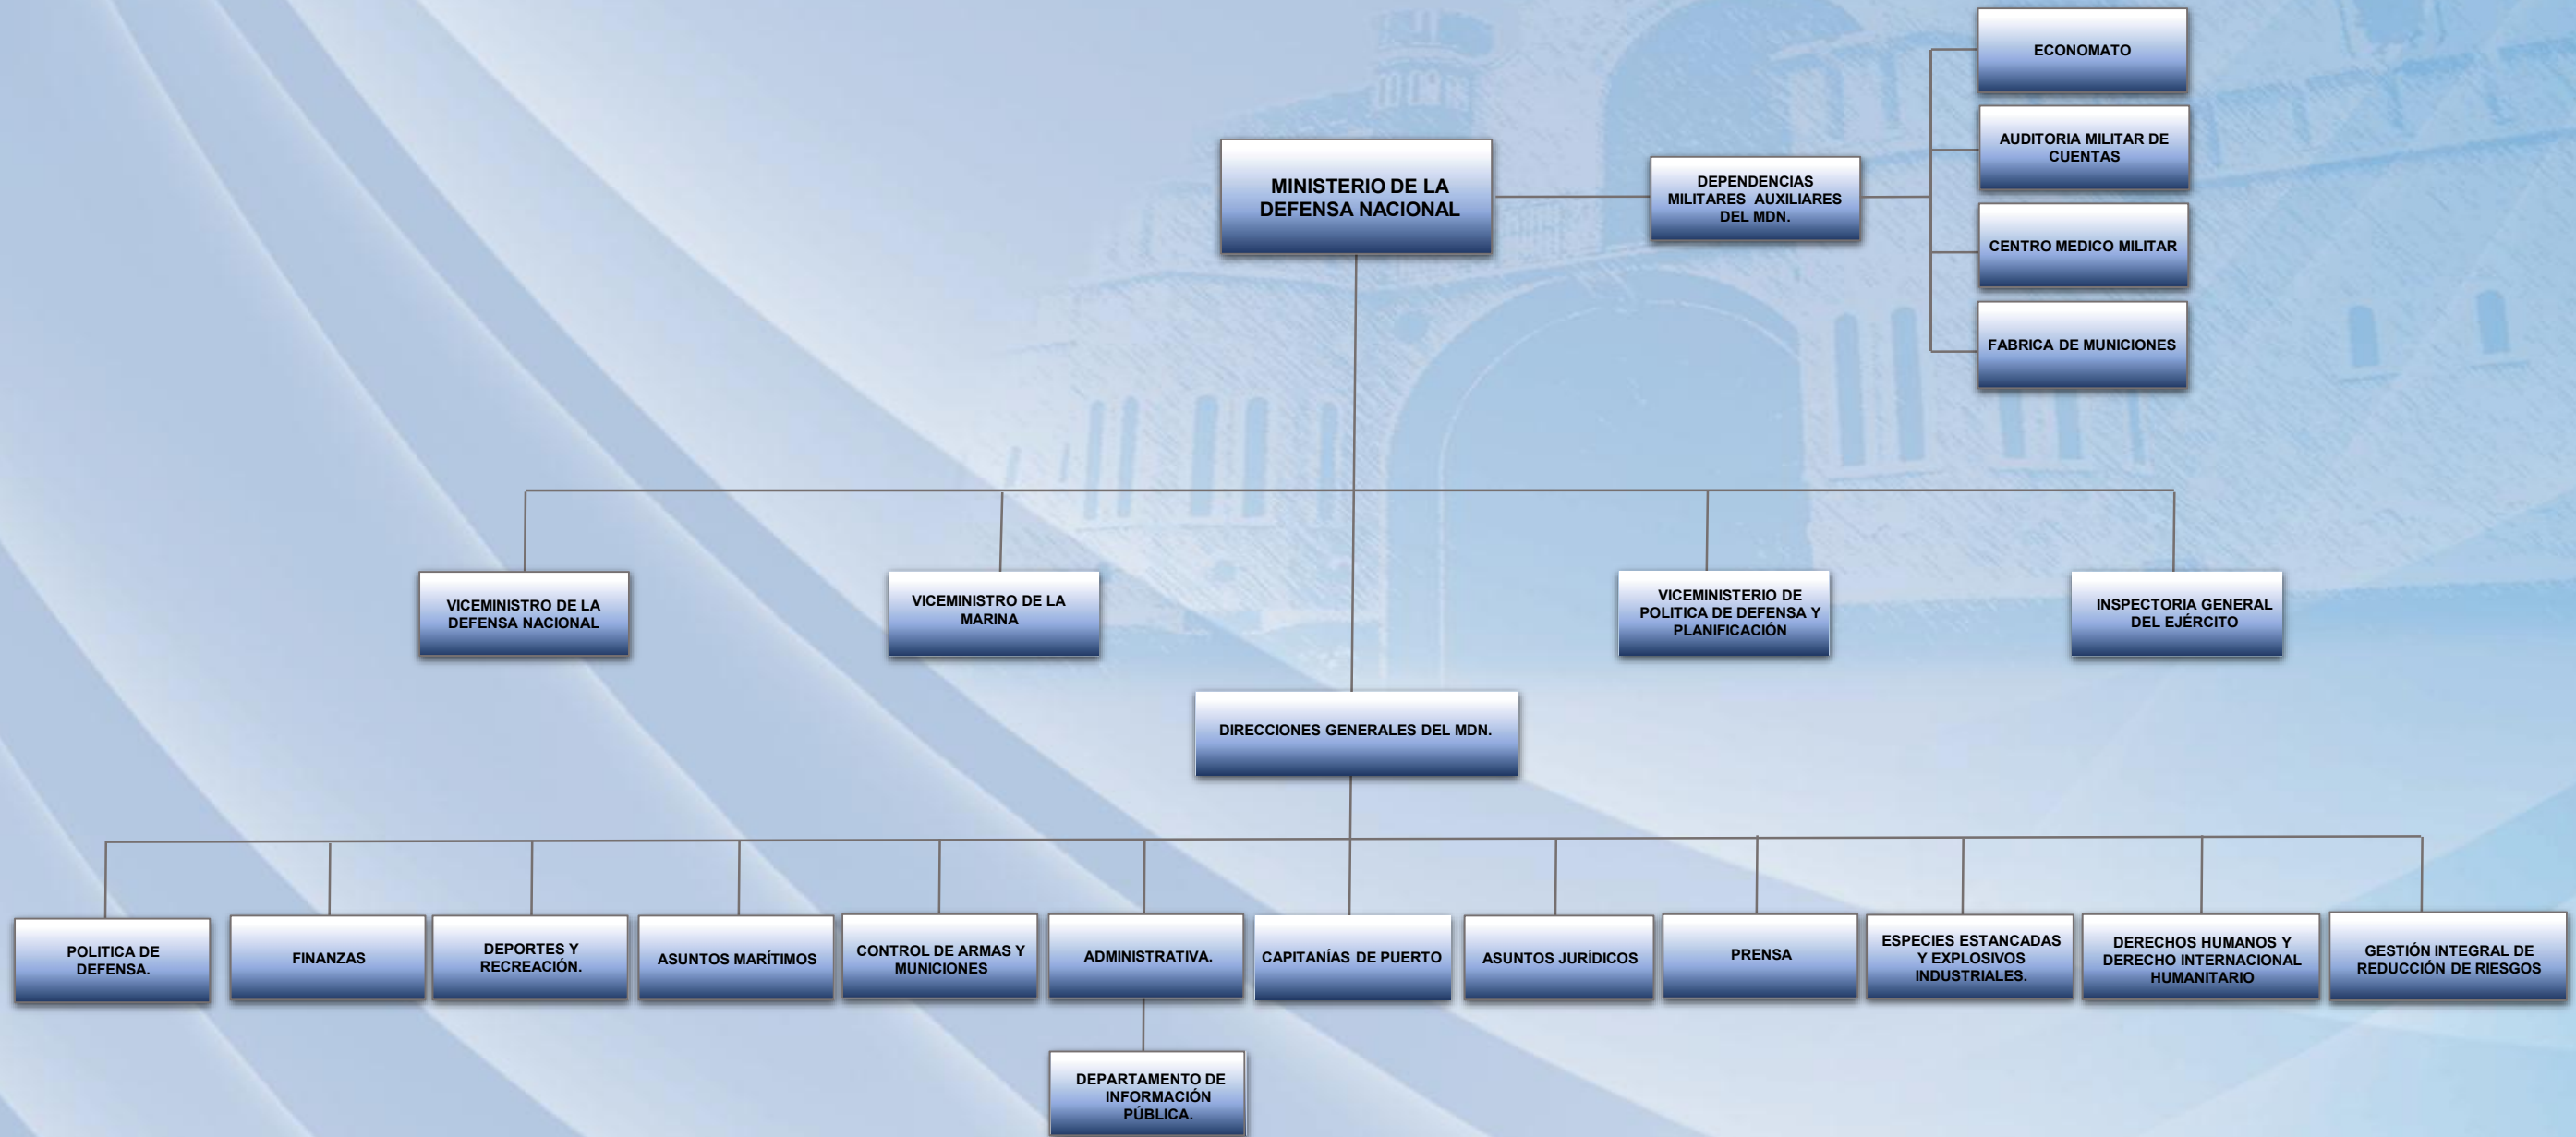 ECONOMATO
AUDITORIA MILITAR DE
CUENTAS
MINISTERIO DE LA
DEFENSA NACIONAL
DEPENDENCIAS
MILITARES AUXILIARES
DEL MDN.
CENTRO MEDICO MILITAR
FABRICA DE MUNICIONES
VICEMINISTRO DE LA
DEFENSA NACIONAL
VICEMINISTRO DE LA
MARINA
VICEMINISTERIO DE
POLITICA DE DEFENSA Y
PLANIFICACIÓN
INSPECTORIA GENERAL
DEL EJÉRCITO
DIRECCIONES GENERALES DEL MDN.
POLITICA DE
DEFENSA.
FINANZAS
DEPORTES Y
RECREACIÓN.
ASUNTOS MARÍTIMOS
CONTROL DE ARMAS Y
MUNICIONES
ADMINISTRATIVA.
CAPITANÍAS DE PUERTO
ASUNTOS JURÍDICOS
PRENSA
ESPECIES ESTANCADAS
Y EXPLOSIVOS
INDUSTRIALES.
DERECHOS HUMANOS Y
DERECHO INTERNACIONAL
HUMANITARIO
GESTIÓN INTEGRAL DE
REDUCCIÓN DE RIESGOS
DEPARTAMENTO DE
INFORMACIÓN
PÚBLICA.